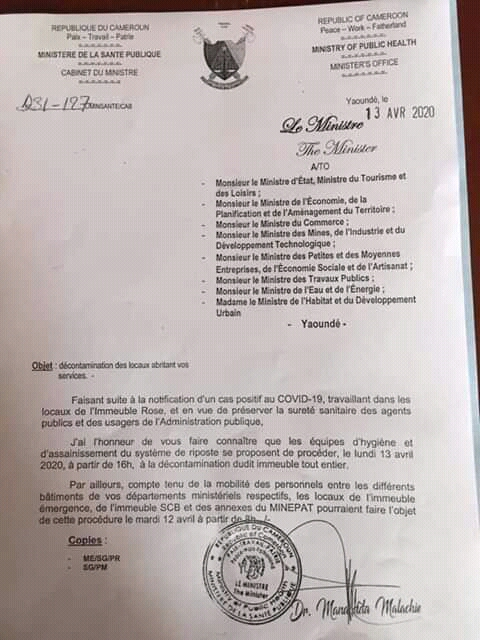 REPUBLIQUE DU CAMEROUN
Paix – Travail – Patrie
MINISTERE DE LA SANTE PUBLIQUE
CABINET DU MINISTRE
REPUBLIC OF CAMEROON
Peace – Work – Fatherland
MINISTRY OF PUBLIC HEALTH
MINISTER'S OFFICE
D31-127/MINSANTE/CAB
Yaoundé, le 13 AVR 2020
Le Ministre
The Minister
A/TO
- Monsieur le Ministre d'État, Ministre du Tourisme et
des Loisirs ;
- Monsieur le Ministre de l'Économie, de la
Planification et de l'Aménagement du Territoire ;
- Monsieur le Ministre du Commerce ;
- Monsieur le Ministre des Mines, de l'Industrie et du
Développement Technologique ;
- Monsieur le Ministre des Petites et des Moyennes
Entreprises, de l'Économie Sociale et de l'Artisanat ;
- Monsieur le Ministre des Travaux Publics ;
- Monsieur le Ministre de l'Eau et de l'Énergie ;
- Madame le Ministre de l'Habitat et du Développement
Urbain
- Yaoundé -
Objet : décontamination des locaux abritant vos
services. -
Faisant suite à la notification d'un cas positif au COVID-19, travaillant dans les
locaux de l'Immeuble Rose, et en vue de préserver la sureté sanitaire des agents
publics et des usagers de l'Administration publique,
J'ai l'honneur de vous faire connaître que les équipes d'hygiène et
d'assainissement du système de riposte se proposent de procéder, le lundi 13 avril
2020, à partir de 16h, à la décontamination dudit immeuble tout entier.
Par ailleurs, compte tenu de la mobilité des personnels entre les différents
bâtiments de vos départements ministériels respectifs, les locaux de l'immeuble
émergence, de l'immeuble SCB et des annexes du MINEPAT pourraient faire l'objet
de cette procédure le mardi 12 avril à partir de 8h ./-
Copies :
- ME/SG/PR
- SG/PM
REPUBLIQUE DU CAMEROUN
Republic of Cameroon
PAIX-TRAVAIL-PATRIE
LE MINISTRE
The Minister
Ministry of Public Health
MINISTERE DE LA SANTE PUBLIQUE
Dr. Manaouda Malachie